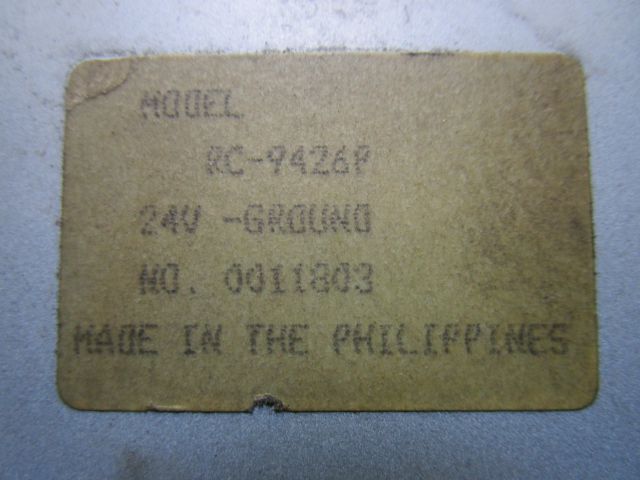 MODEL
RC-9426P
24V -GROUND
NO. 0011803
MADE IN THE PHILIPPINES